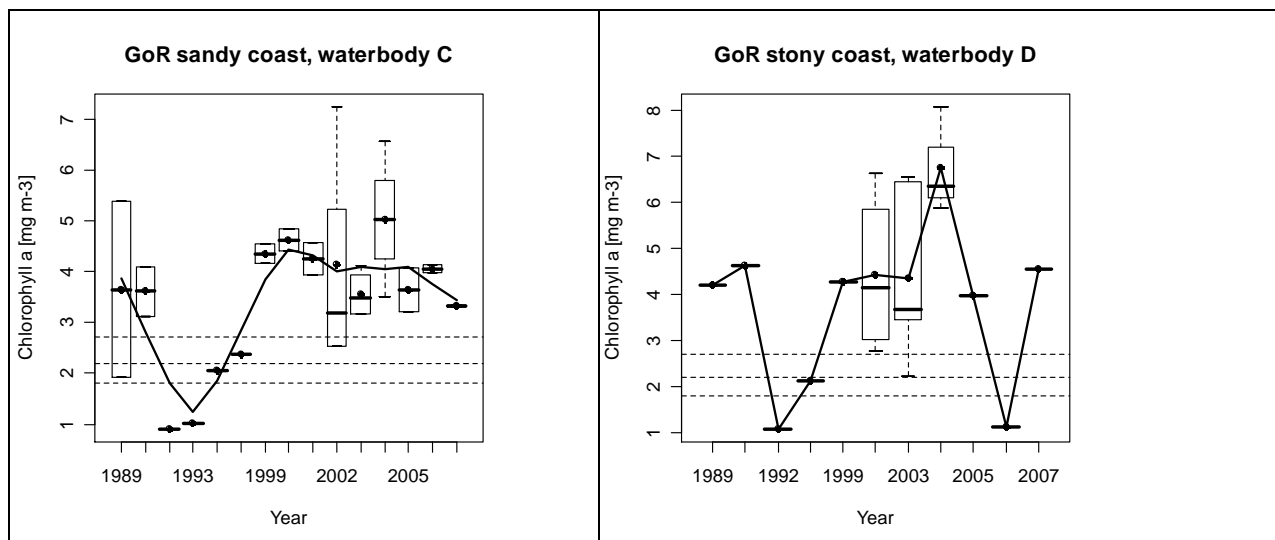 GoR sandy coast, waterbody C
7
6
5
4
3
2
1
Chlorophyll a [mg m-3]
1989 1993 1999 2002 2005
Year
GoR stony coast, waterbody D
8
7
6
5
4
3
2
1
Chlorophyll a [mg m-3]
1989 1992 1999 2003 2005 2007
Year